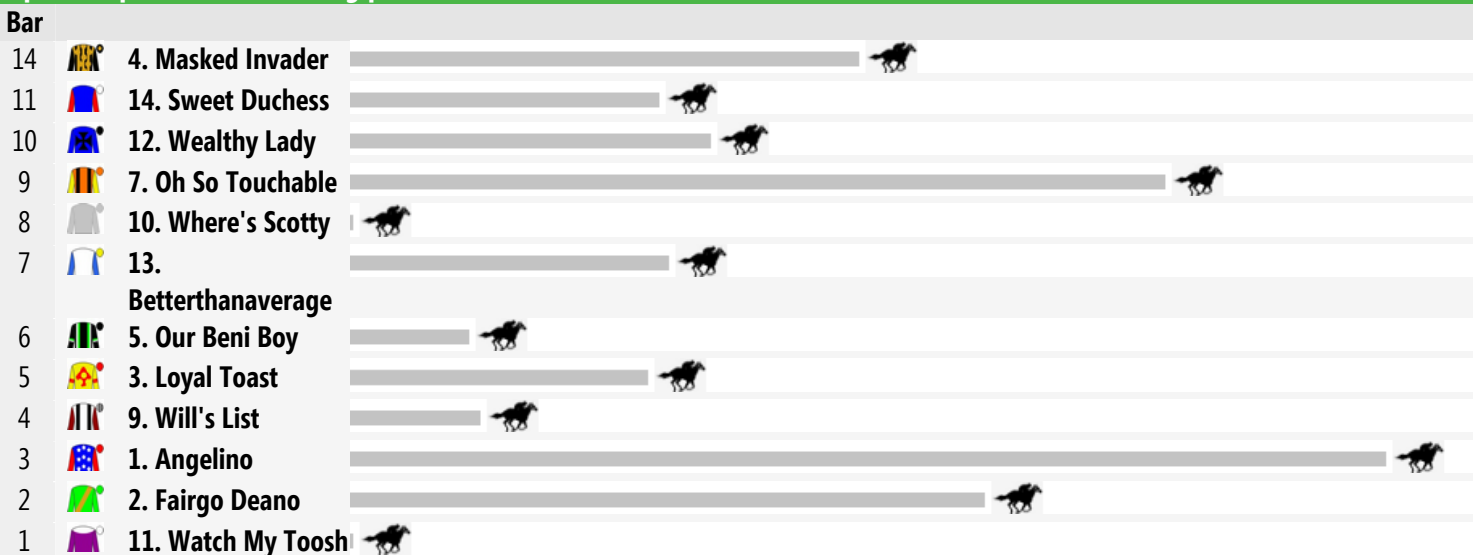 Bar
14 4. Masked Invader
11 14. Sweet Duchess
10 12. Wealthy Lady
9 7. Oh So Touchable
8 10. Where's Scotty
7 13.
Betterthanaverage
6 5. Our Beni Boy
5 3. Loyal Toast
4 9. Will's List
3 1. Angelino
2 2. Fairgo Deano
1 11. Watch My Toosh